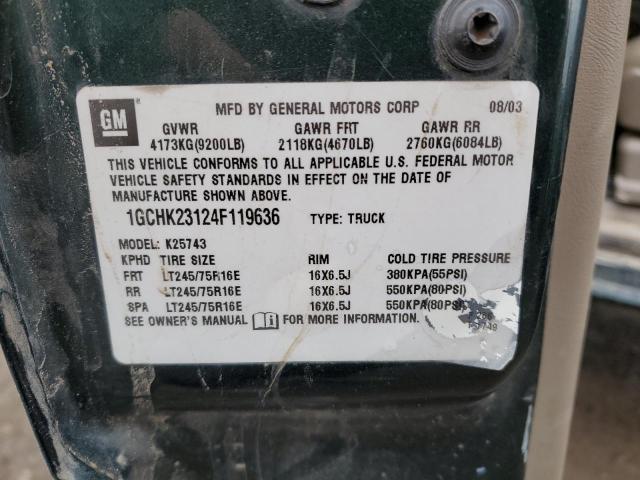 GM
MFD BY GENERAL MOTORS CORP 08/03
GVWR GAWR FRT GAWR RR
4173KG(9200LB) 2118KG(4670LB) 2760KG(6084LB)
THIS VEHICLE CONFORMS TO ALL APPLICABLE U.S. FEDERAL MOTOR
VEHICLE SAFETY STANDARDS IN EFFECT ON THE DATE OF
MANUFACTURE SHOWN ABOVE.
1GCHK23124F119636 TYPE: TRUCK
MODEL: K25743
KPHD TIRE SIZE RIM COLD TIRE PRESSURE
FRT LT245/75R16E 16X6.5J 380KPA(55PSI)
RR LT245/75R16E 16X6.5J 550KPA(80PSI)
SPA LT245/75R16E 16X6.5J 550KPA(80PSI)
SEE OWNER'S MANUAL FOR MORE INFORMATION.